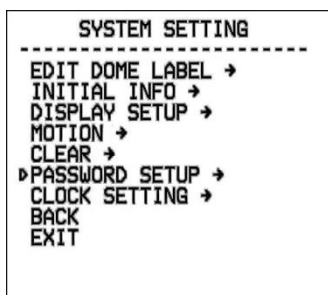 SYSTEM SETTING
EDIT DOME LABEL →
INITIAL INFO →
DISPLAY SETUP →
MOTION →
CLEAR →
PASSWORD SETUP →
CLOCK SETTING →
BACK
EXIT